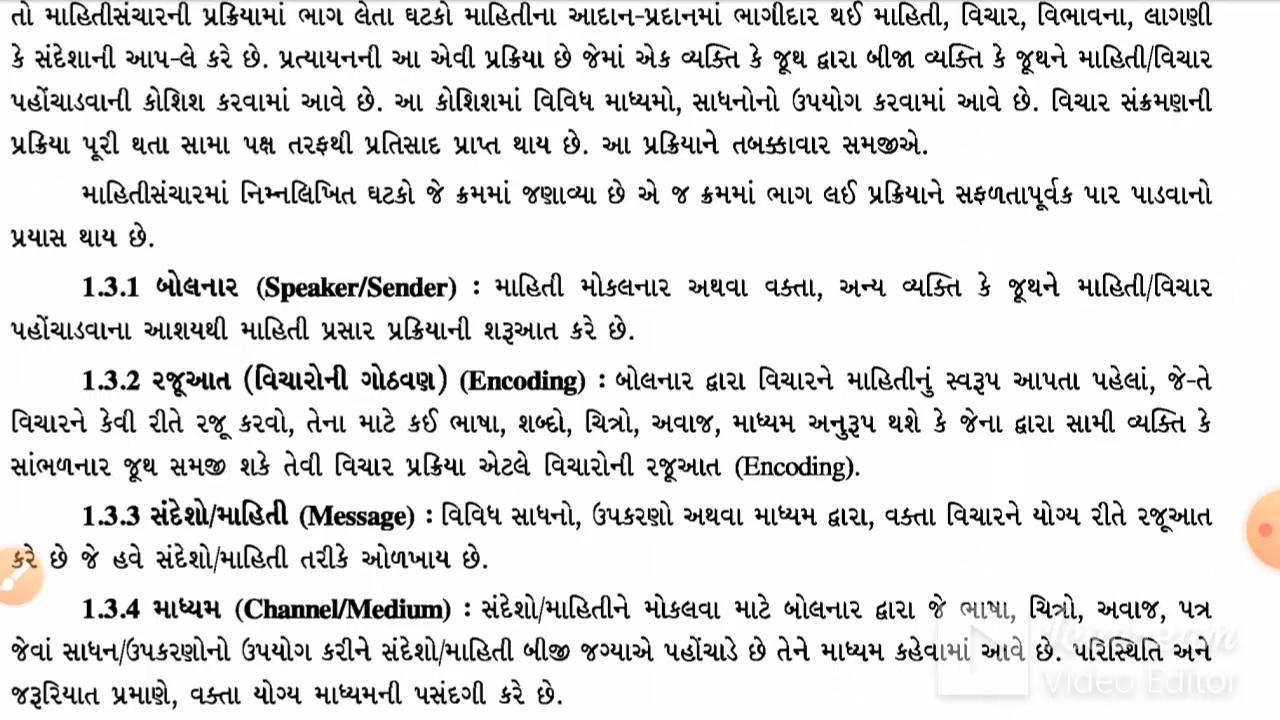 તો માહિતીસંચારની પ્રક્રિયામાં ભાગ લેતા ઘટકો માહિતીના આદાન-પ્રદાનમાં ભાગીદાર થઈ માહિતી, વિચાર, વિભાવના, લાગણી
કે સંદેશાની આપ-લે કરે છે. પ્રત્યાયનની આ એવી પ્રક્રિયા છે જેમાં એક વ્યક્તિ કે જૂથ દ્વારા બીજા વ્યક્તિ કે જૂથને માહિતી/વિચાર
પહોંચાડવાની કોશિશ કરવામાં આવે છે. આ કોશિશમાં વિવિધ માધ્યમો, સાધનોનો ઉપયોગ કરવામાં આવે છે. વિચાર સંક્રમણની
પ્રક્રિયા પૂરી થતા સામા પક્ષ તરફથી પ્રતિસાદ પ્રાપ્ત થાય છે. આ પ્રક્રિયાને તબક્કાવાર સમજીએ.
માહિતીસંચારમાં નિમ્નલિખિત ઘટકો જે ક્રમમાં જણાવ્યા છે એ જ ક્રમમાં ભાગ લઈ પ્રક્રિયાને સફળતાપૂર્વક પાર પાડવાનો
પ્રયાસ થાય છે.
1.3.1 બોલનાર (Speaker/Sender) : માહિતી મોકલનાર અથવા વક્તા, અન્ય વ્યક્તિ કે જૂથને માહિતી/વિચાર
પહોંચાડવાના આશયથી માહિતી પ્રસાર પ્રક્રિયાની શરૂઆત કરે છે.
1.3.2 રજૂઆત (વિચારોની ગોઠવણ) (Encoding) : બોલનાર દ્વારા વિચારને માહિતીનું સ્વરૂપ આપતા પહેલાં, જે-તે
વિચારને કેવી રીતે રજૂ કરવો, તેના માટે કઈ ભાષા, શબ્દો, ચિત્રો, અવાજ, માધ્યમ અનુરૂપ થશે કે જેના દ્વારા સામી વ્યક્તિ કે
સાંભળનાર જૂથ સમજી શકે તેવી વિચાર પ્રક્રિયા એટલે વિચારોની રજૂઆત (Encoding).
1.3.3 સંદેશો/માહિતી (Message) : વિવિધ સાધનો, ઉપકરણો અથવા માધ્યમ દ્વારા, વક્તા વિચારને યોગ્ય રીતે રજૂઆત
કરે છે જે હવે સંદેશો/માહિતી તરીકે ઓળખાય છે.
1.3.4 માધ્યમ (Channel/Medium) : સંદેશો/માહિતીને મોકલવા માટે બોલનાર દ્વારા જે ભાષા, ચિત્રો, અવાજ, પત્ર
જેવાં સાધન/ઉપકરણોનો ઉપયોગ કરીને સંદેશો/માહિતી બીજી જગ્યાએ પહોંચાડે છે તેને માધ્યમ કહેવામાં આવે છે. પરિસ્થિતિ અને
જરૂરિયાત પ્રમાણે, વક્તા યોગ્ય માધ્યમની પસંદગી કરે છે.
Video Editor